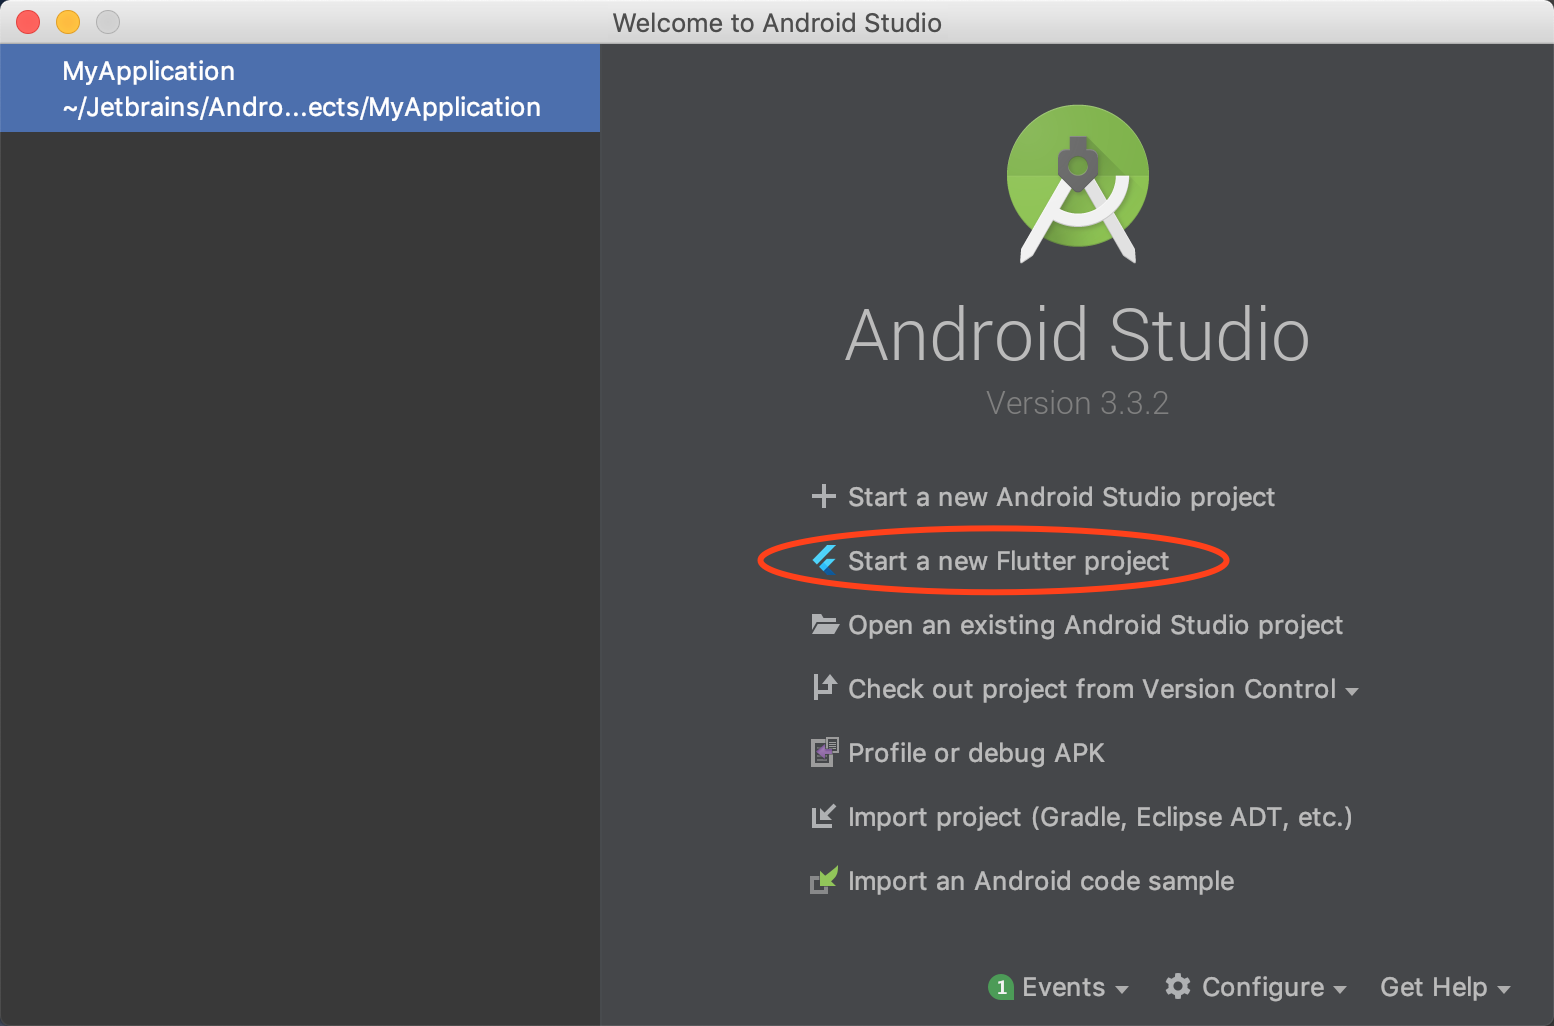 Welcome to Android Studio
MyApplication
~/Jetbrains/Andro...ects/MyApplication
Android Studio
Version 3.3.2
Start a new Android Studio project
Start a new Flutter project
Open an existing Android Studio project
Check out project from Version Control
Profile or debug APK
Import project (Gradle, Eclipse ADT, etc.)
Import an Android code sample
1 Events Configure Get Help